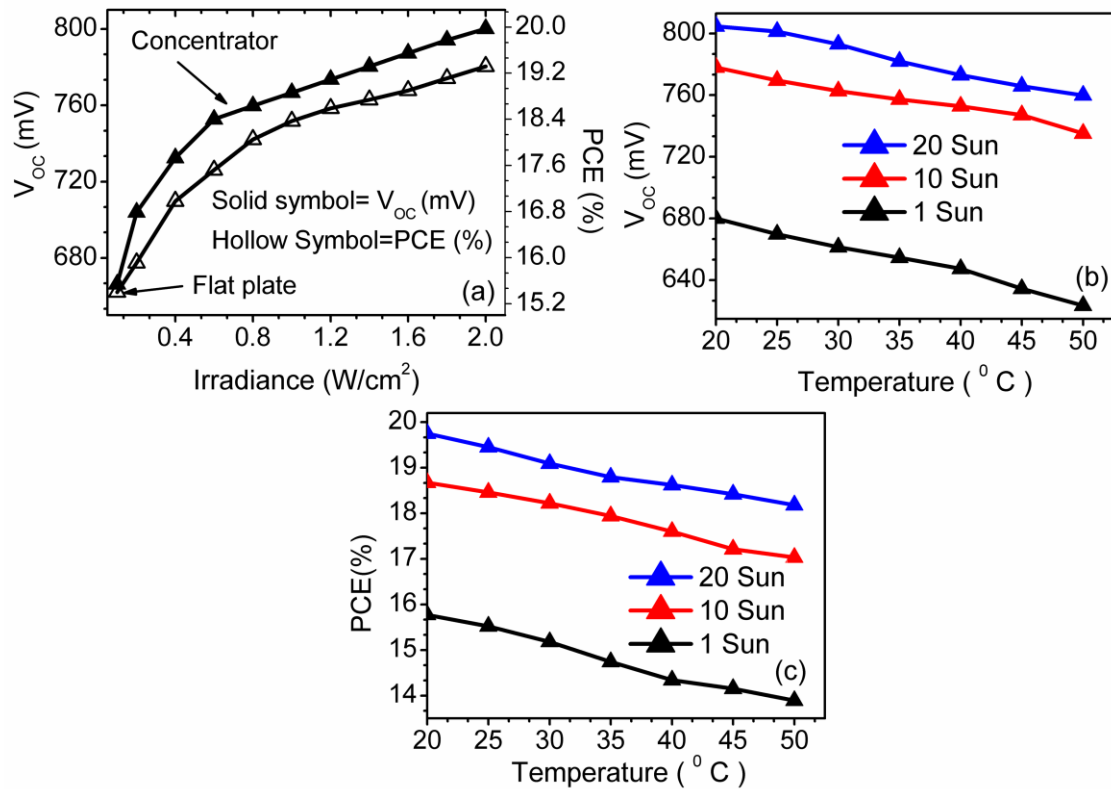 800
760
720
680
V_OC (mV)
Concentrator
Flat plate
Solid symbol= V_OC (mV)
Hollow Symbol=PCE (%)
(a)
20.0
19.2
18.4
17.6
16.8
16.0
15.2
PCE (%)
0.4 0.8 1.2 1.6 2.0
Irradiance (W/cm²)
(b)
800
760
720
680
640
V_OC (mV)
20 Sun
10 Sun
1 Sun
20 25 30 35 40 45 50
Temperature ( ⁰ C )
20
19
18
17
16
15
14
PCE(%)
20 Sun
10 Sun
1 Sun
(c)
20 25 30 35 40 45 50
Temperature ( ⁰ C )